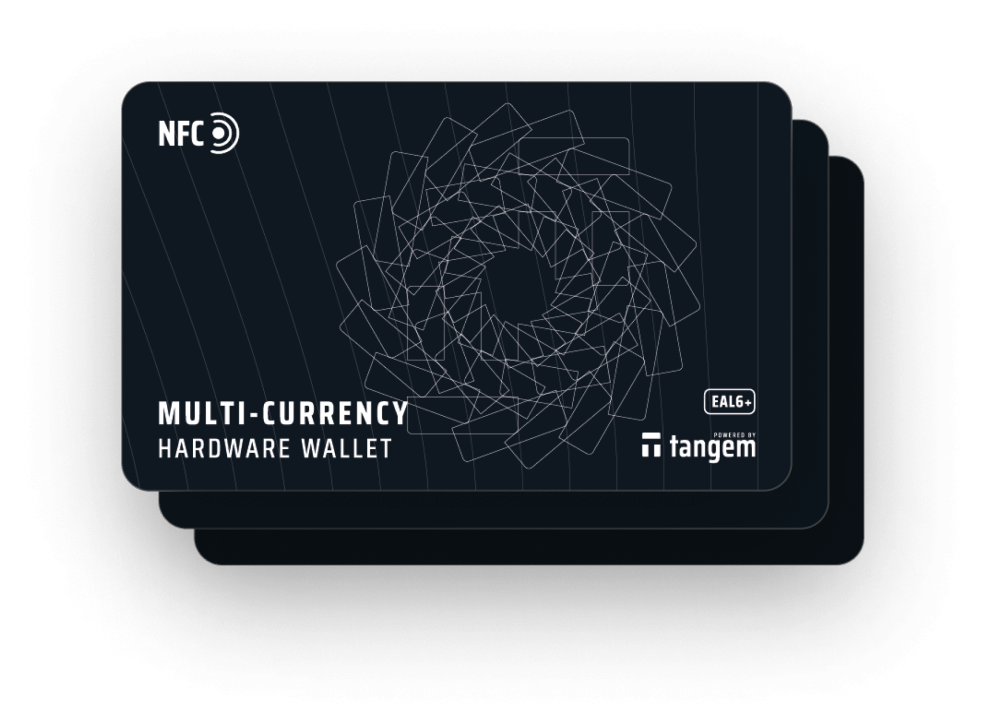 NFC
MULTI-CURRENCY
HARDWARE WALLET
EAL6+
POWERED BY
tangem